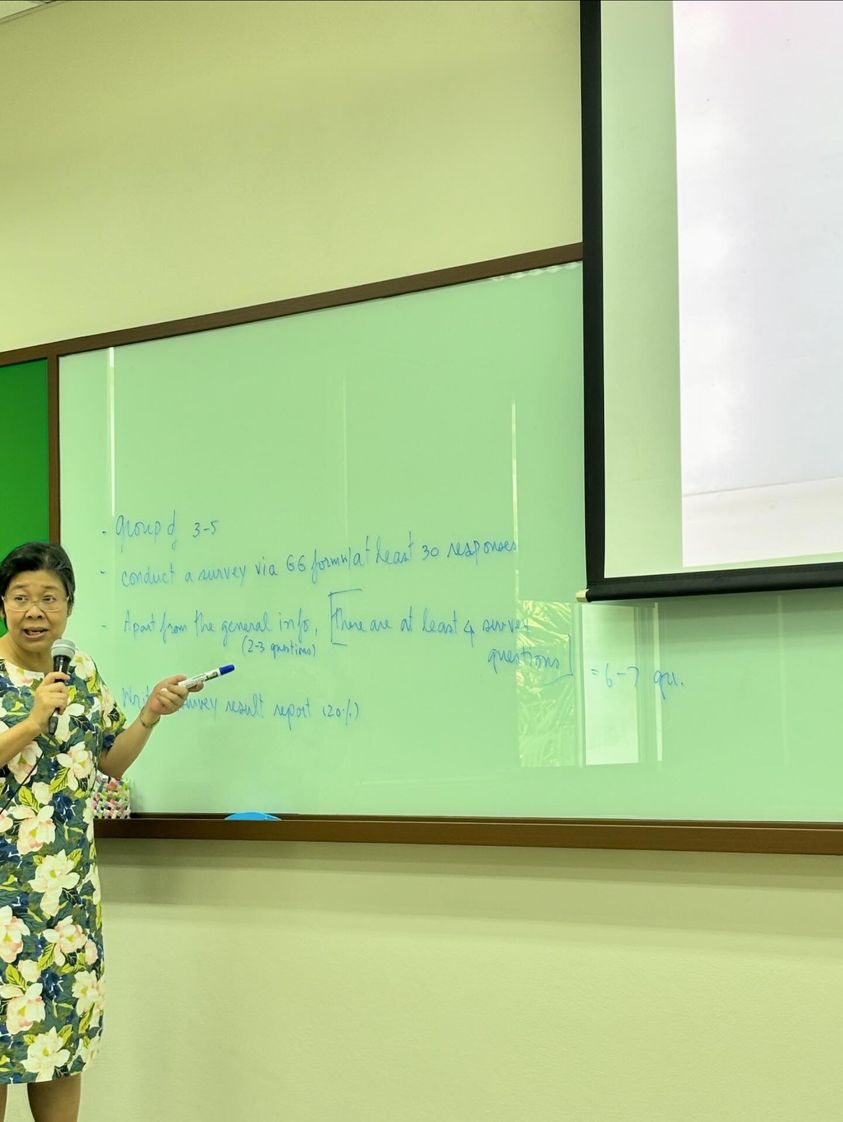 - group of 3-5
- conduct a survey via GG form/at least 30 responses
- Apart from the general info, [There are at least 4 survey
(2-3 questions)
questions] = 6-7 qu.
survey result report (20%)